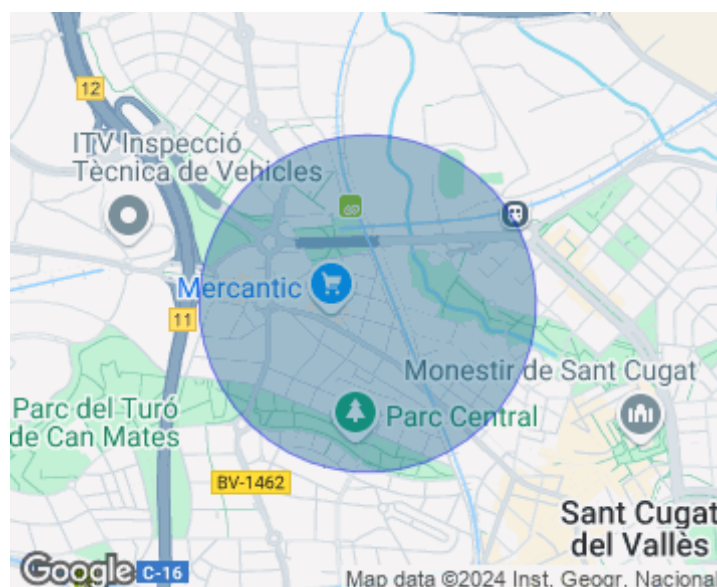 12
ITV Inspecció
Tècnica de Vehicles
Mercantic
11
Monestir de Sant Cugat
Parc del Turó
de Can Mates
Parc Central
BV-1462
Sant Cugat
del Vallès
Google
C-16
Map data ©2024 Inst. Geogr. Nacional